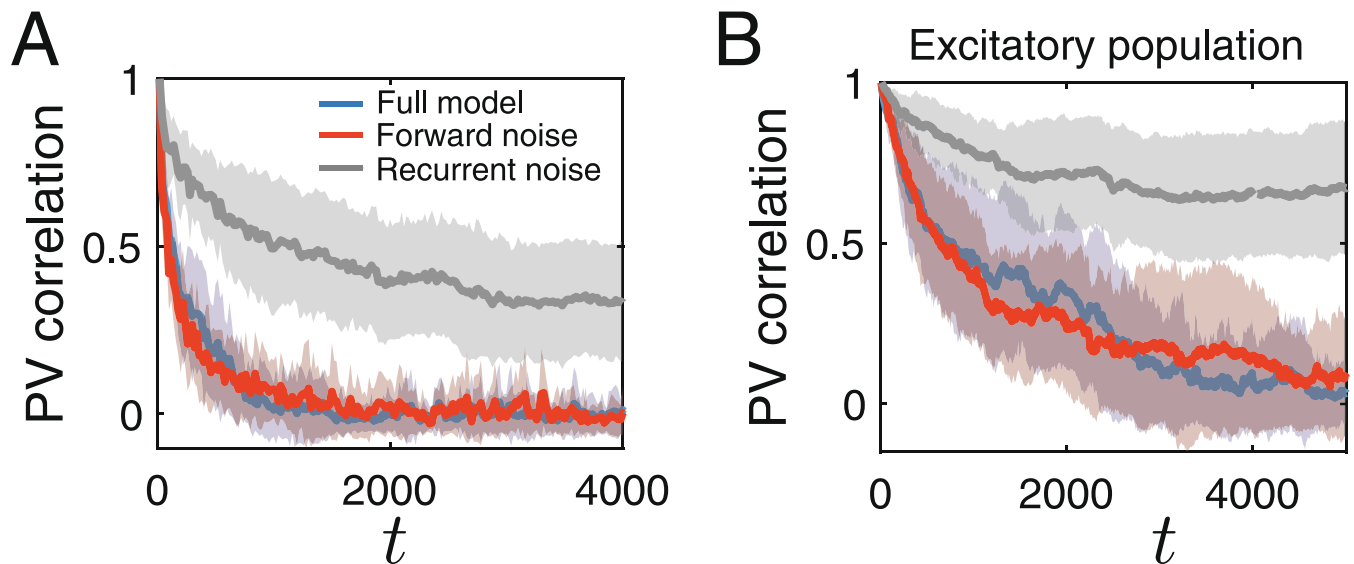 A
PV correlation
1
0.5
0
Full model
Forward noise
Recurrent noise
0 2000 4000
t
B
Excitatory population
PV correlation
1
0.5
0
0 2000 4000
t